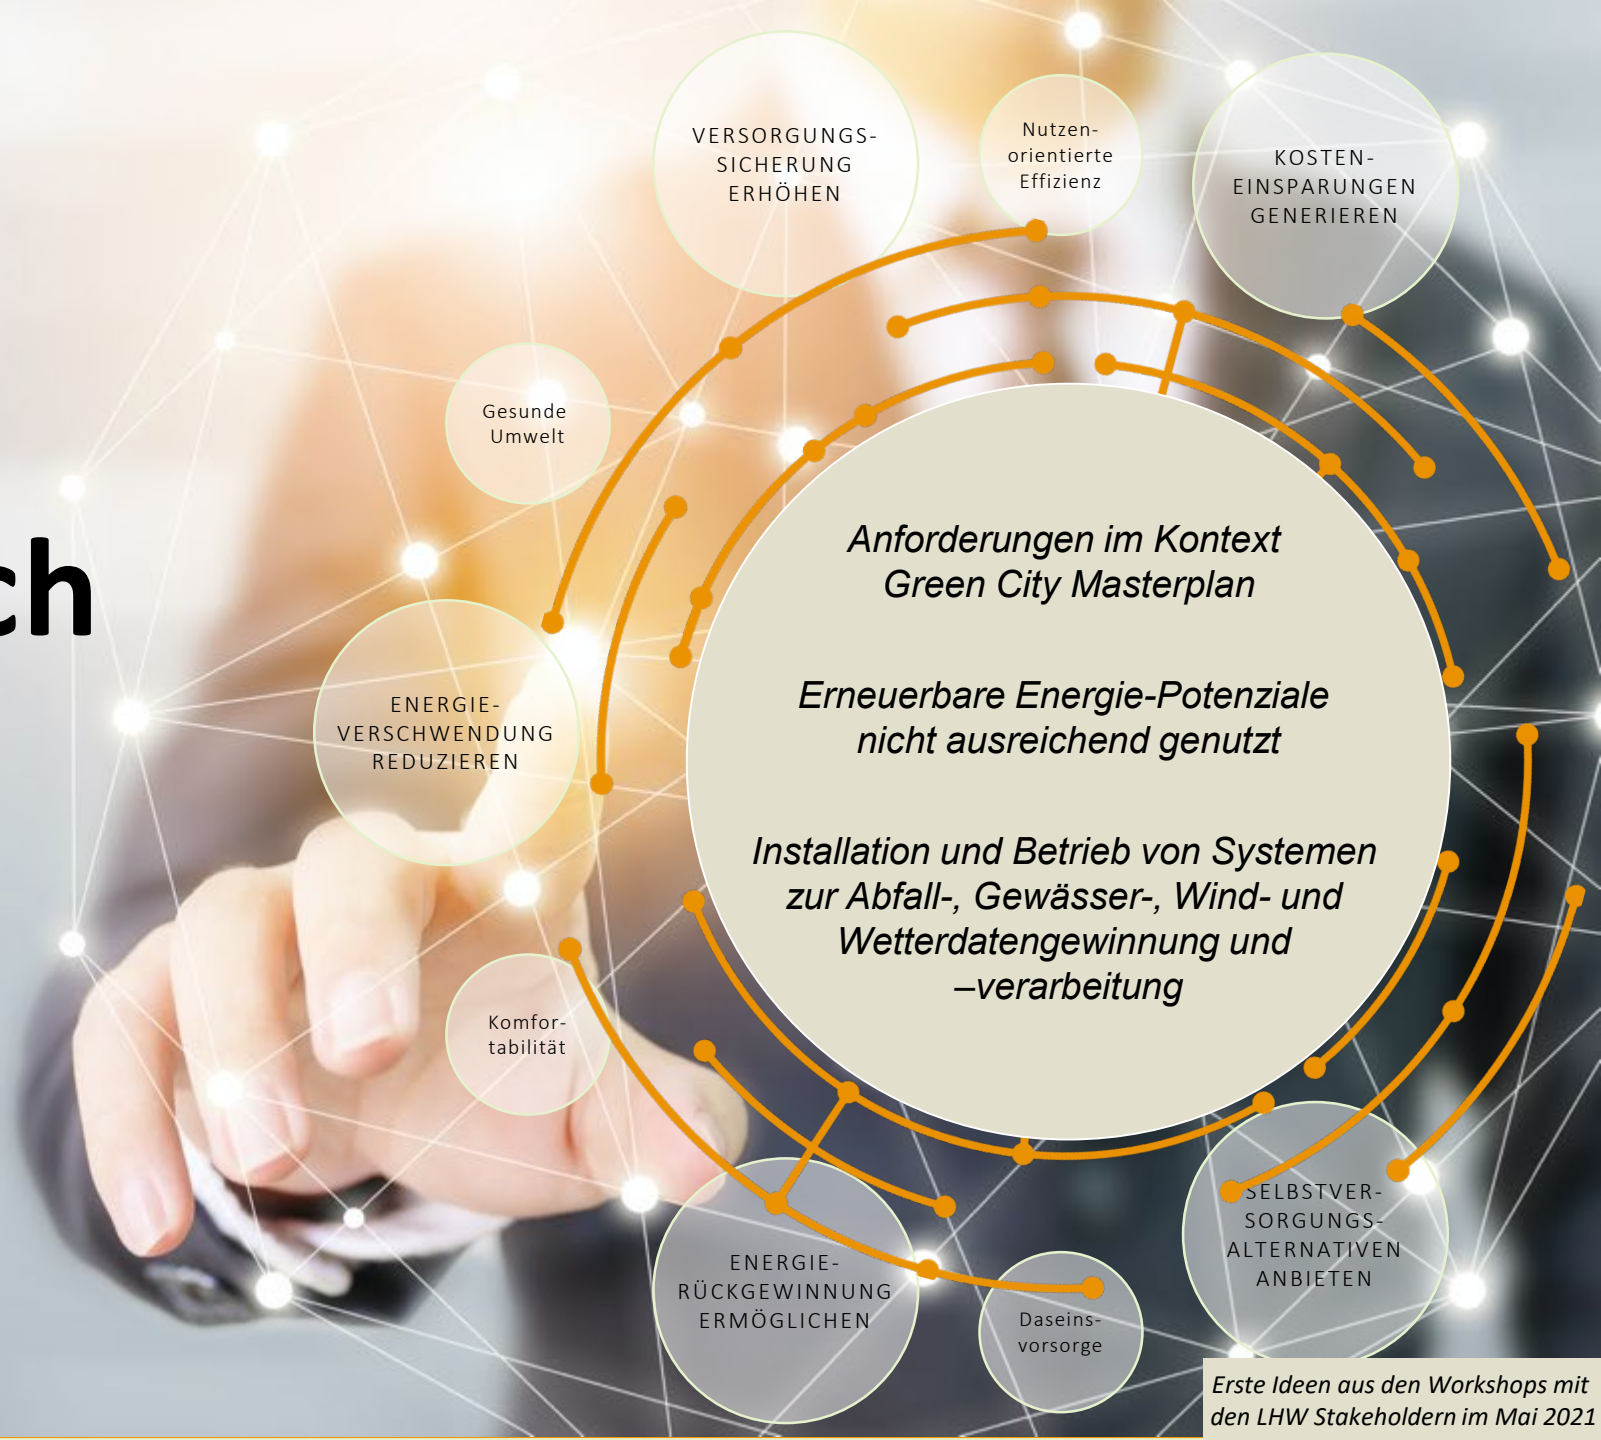 VERSORGUNGS-
SICHERUNG
ERHÖHEN
Nutzen-
orientierte
Effizienz
KOSTEN-
EINSPARUNGEN
GENERIEREN
Gesunde
Umwelt
ch
ENERGIE-
VERSCHWENDUNG
REDUZIEREN
Anforderungen im Kontext
Green City Masterplan
Erneuerbare Energie-Potenziale
nicht ausreichend genutzt
Installation und Betrieb von Systemen
zur Abfall-, Gewässer-, Wind- und
Wetterdatengewinnung und
–verarbeitung
Komfor-
tabilität
ENERGIE-
RÜCKGEWINNUNG
ERMÖGLICHEN
Daseins-
vorsorge
SELBSTVER-
SORGUNGS-
ALTERNATIVEN
ANBIETEN
Erste Ideen aus den Workshops mit
den LHW Stakeholdern im Mai 2021